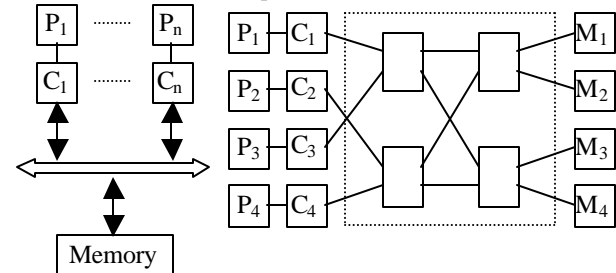 P1 ......... Pn
C1 ......... Cn
Memory
P1 C1 M1
P2 C2 M2
P3 C3 M3
P4 C4 M4